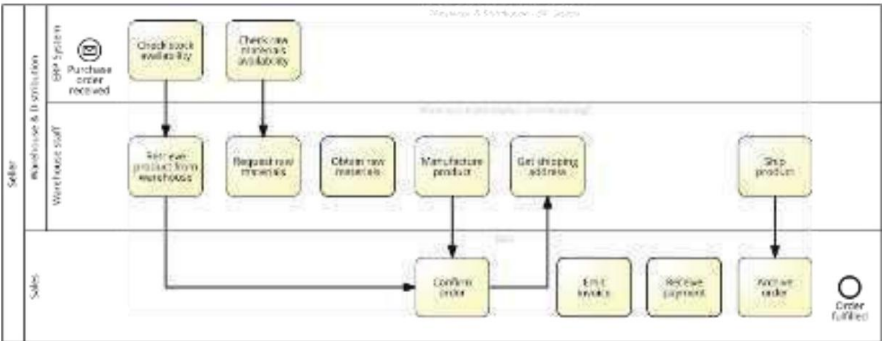 Seller
Warehouse & Distribution
ERP System
Purchase
order
received
Check stock
availability
Check raw
materials
availability
Warehouse staff
Retrieve
product from
warehouse
Request raw
materials
Obtain raw
materials
Manufacture
product
Get shipping
address
Ship
product
Sales
Confirm
order
Emit
invoice
Receive
payment
Archive
order
Order
fulfilled